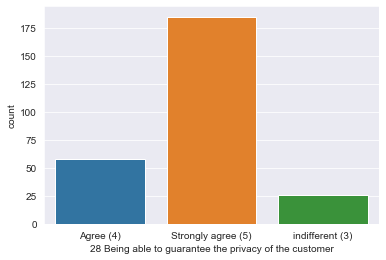 175
150
125
100
75
50
25
0
count
Agree (4) Strongly agree (5) indifferent (3)
28 Being able to guarantee the privacy of the customer